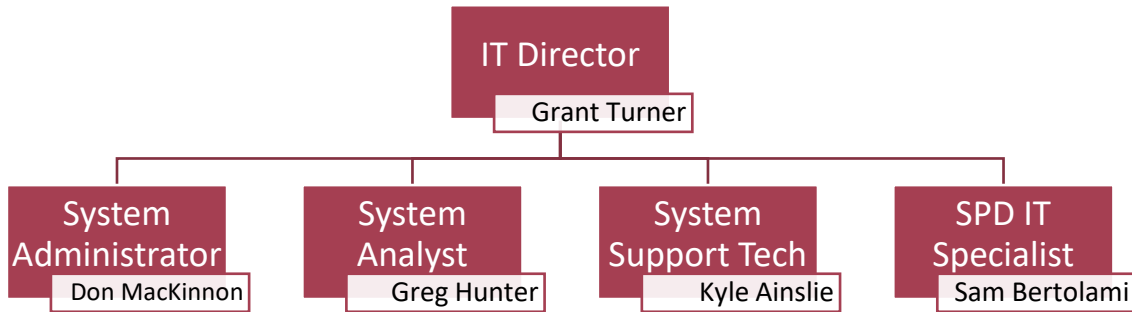 IT Director
Grant Turner
System
Administrator
Don MacKinnon
System
Analyst
Greg Hunter
System
Support Tech
Kyle Ainslie
SPD IT
Specialist
Sam Bertolami